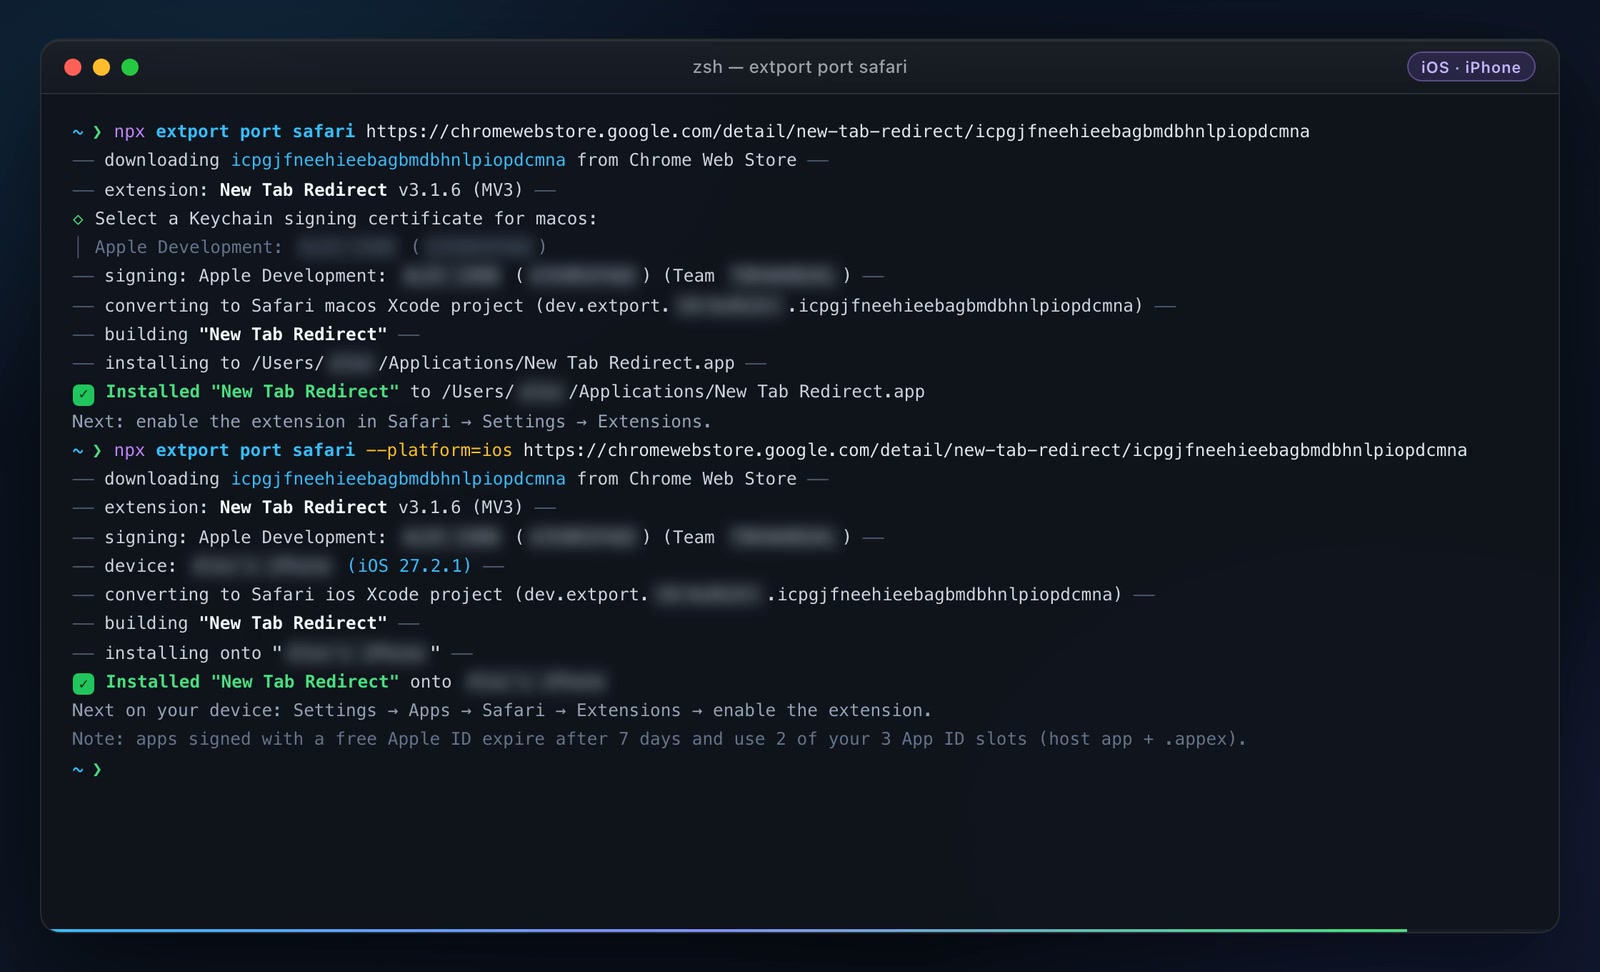 zsh — extport port safari
iOS · iPhone
~ ❯ npx extport port safari https://chromewebstore.google.com/detail/new-tab-redirect/icpgjfneehieebagbmdbhnlpiopdcmna
— downloading icpgjfneehieebagbmdbhnlpiopdcmna from Chrome Web Store —
— extension: New Tab Redirect v3.1.6 (MV3) —
◇ Select a Keychain signing certificate for macos:
│ Apple Development: ( )
— signing: Apple Development: ( ) (Team ) —
— converting to Safari macos Xcode project (dev.extport. .icpgjfneehieebagbmdbhnlpiopdcmna) —
— building "New Tab Redirect" —
— installing to /Users/ /Applications/New Tab Redirect.app —
✓ Installed "New Tab Redirect" to /Users/ /Applications/New Tab Redirect.app
Next: enable the extension in Safari → Settings → Extensions.
~ ❯ npx extport port safari --platform=ios https://chromewebstore.google.com/detail/new-tab-redirect/icpgjfneehieebagbmdbhnlpiopdcmna
— downloading icpgjfneehieebagbmdbhnlpiopdcmna from Chrome Web Store —
— extension: New Tab Redirect v3.1.6 (MV3) —
— signing: Apple Development: ( ) (Team ) —
— device: (iOS 27.2.1) —
— converting to Safari ios Xcode project (dev.extport. .icpgjfneehieebagbmdbhnlpiopdcmna) —
— building "New Tab Redirect" —
— installing onto " " —
✓ Installed "New Tab Redirect" onto
Next on your device: Settings → Apps → Safari → Extensions → enable the extension.
Note: apps signed with a free Apple ID expire after 7 days and use 2 of your 3 App ID slots (host app + .appex).
~ ❯